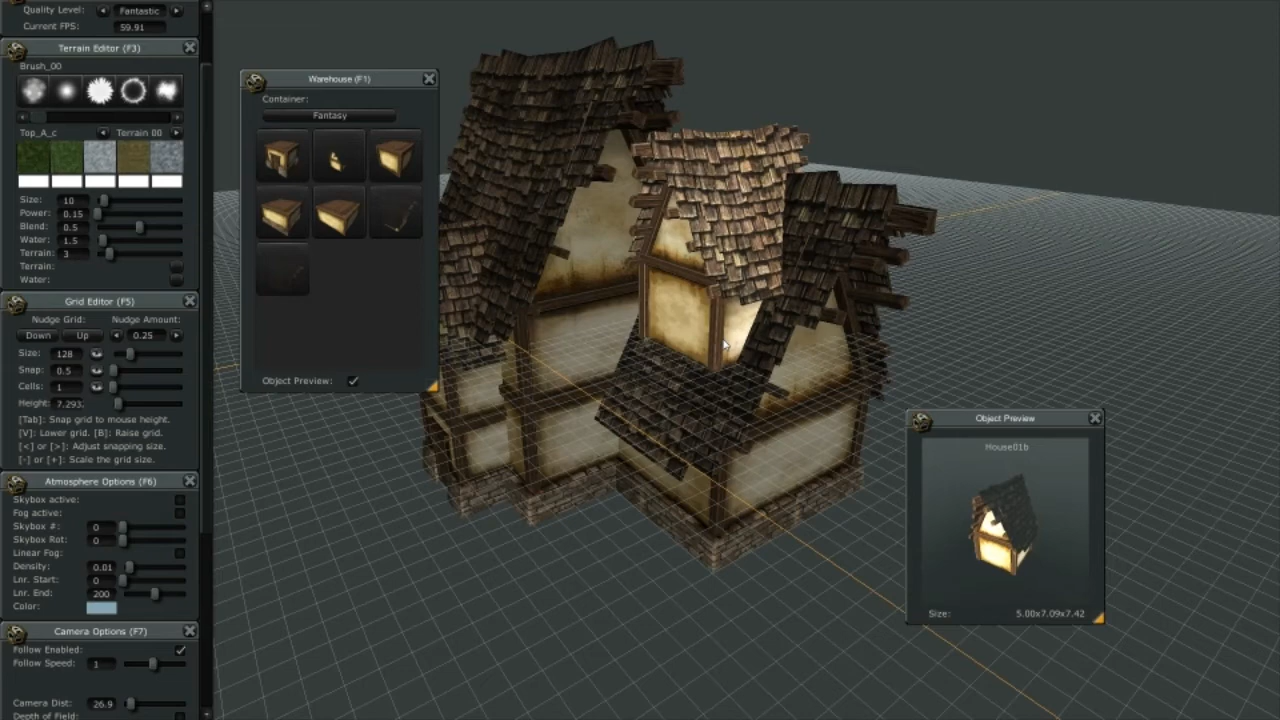 Quality Level: Fantastic
Current FPS: 59.91
Terrain Editor (F3)
Brush_00
Top_A_c Terrain 00
Size: 10
Power: 0.15
Blend: 0.5
Water: 1.5
Terrain: 3
Terrain:
Water:
Grid Editor (F5)
Nudge Grid: Nudge Amount:
Down Up 0.25
Size: 128
Snap: 0.5
Cells: 1
Height: 7.293
[Tab]: Snap grid to mouse height.
[V]: Lower grid. [B]: Raise grid.
[<] or [>]: Adjust snapping size.
[-] or [+]: Scale the grid size.
Atmosphere Options (F6)
Skybox active:
Fog active:
Skybox #: 0
Skybox Rot: 0
Linear Fog:
Density: 0.01
Lnr. Start: 0
Lnr. End: 200
Color:
Camera Options (F7)
Follow Enabled:
Follow Speed: 1
Camera Dist: 26.9
Depth of Field:
Warehouse (F1)
Container:
Fantasy
Object Preview:
Object Preview
House01b
Size: 5.00x7.09x7.42